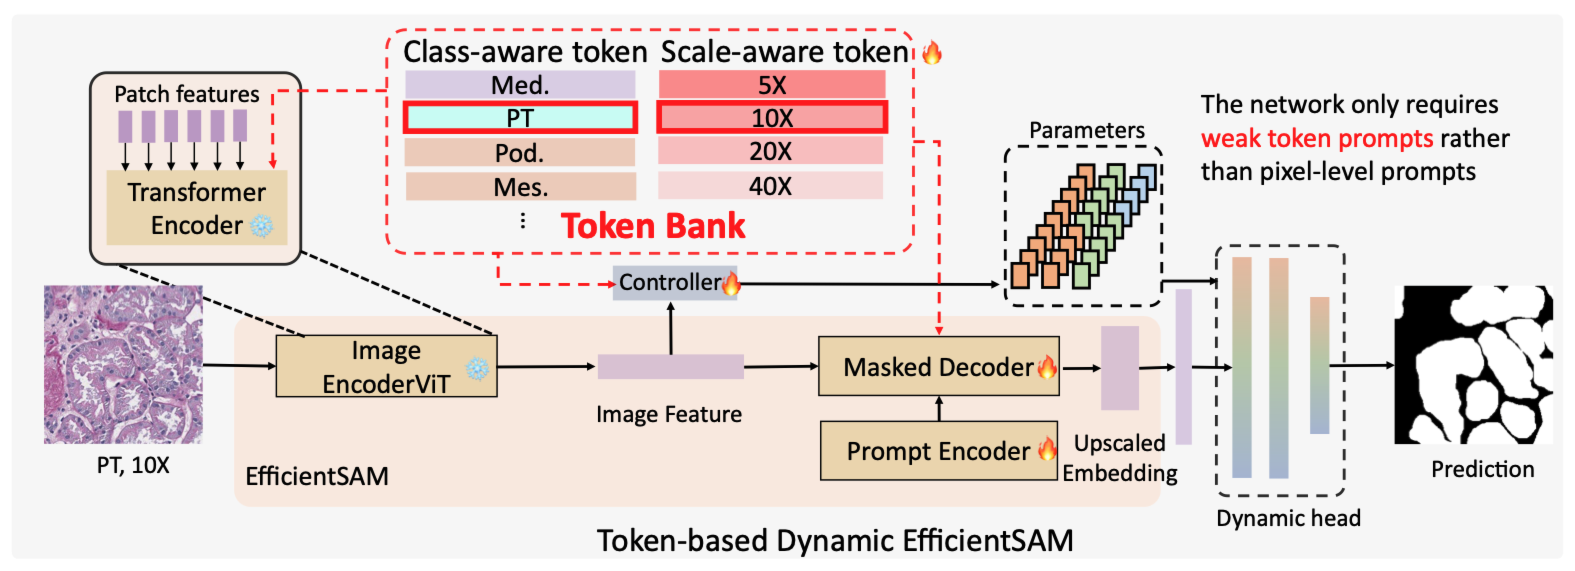 Class-aware token
Scale-aware token
Med.
5X
PT
10X
Pod.
20X
Mes.
40X
⋮
Token Bank
Patch features
Transformer
Encoder
The network only requires
weak token prompts rather
than pixel-level prompts
Parameters
Controller
Image
EncoderViT
Image Feature
Masked Decoder
Prompt Encoder
Upscaled
Embedding
PT, 10X
EfficientSAM
Prediction
Dynamic head
Token-based Dynamic EfficientSAM